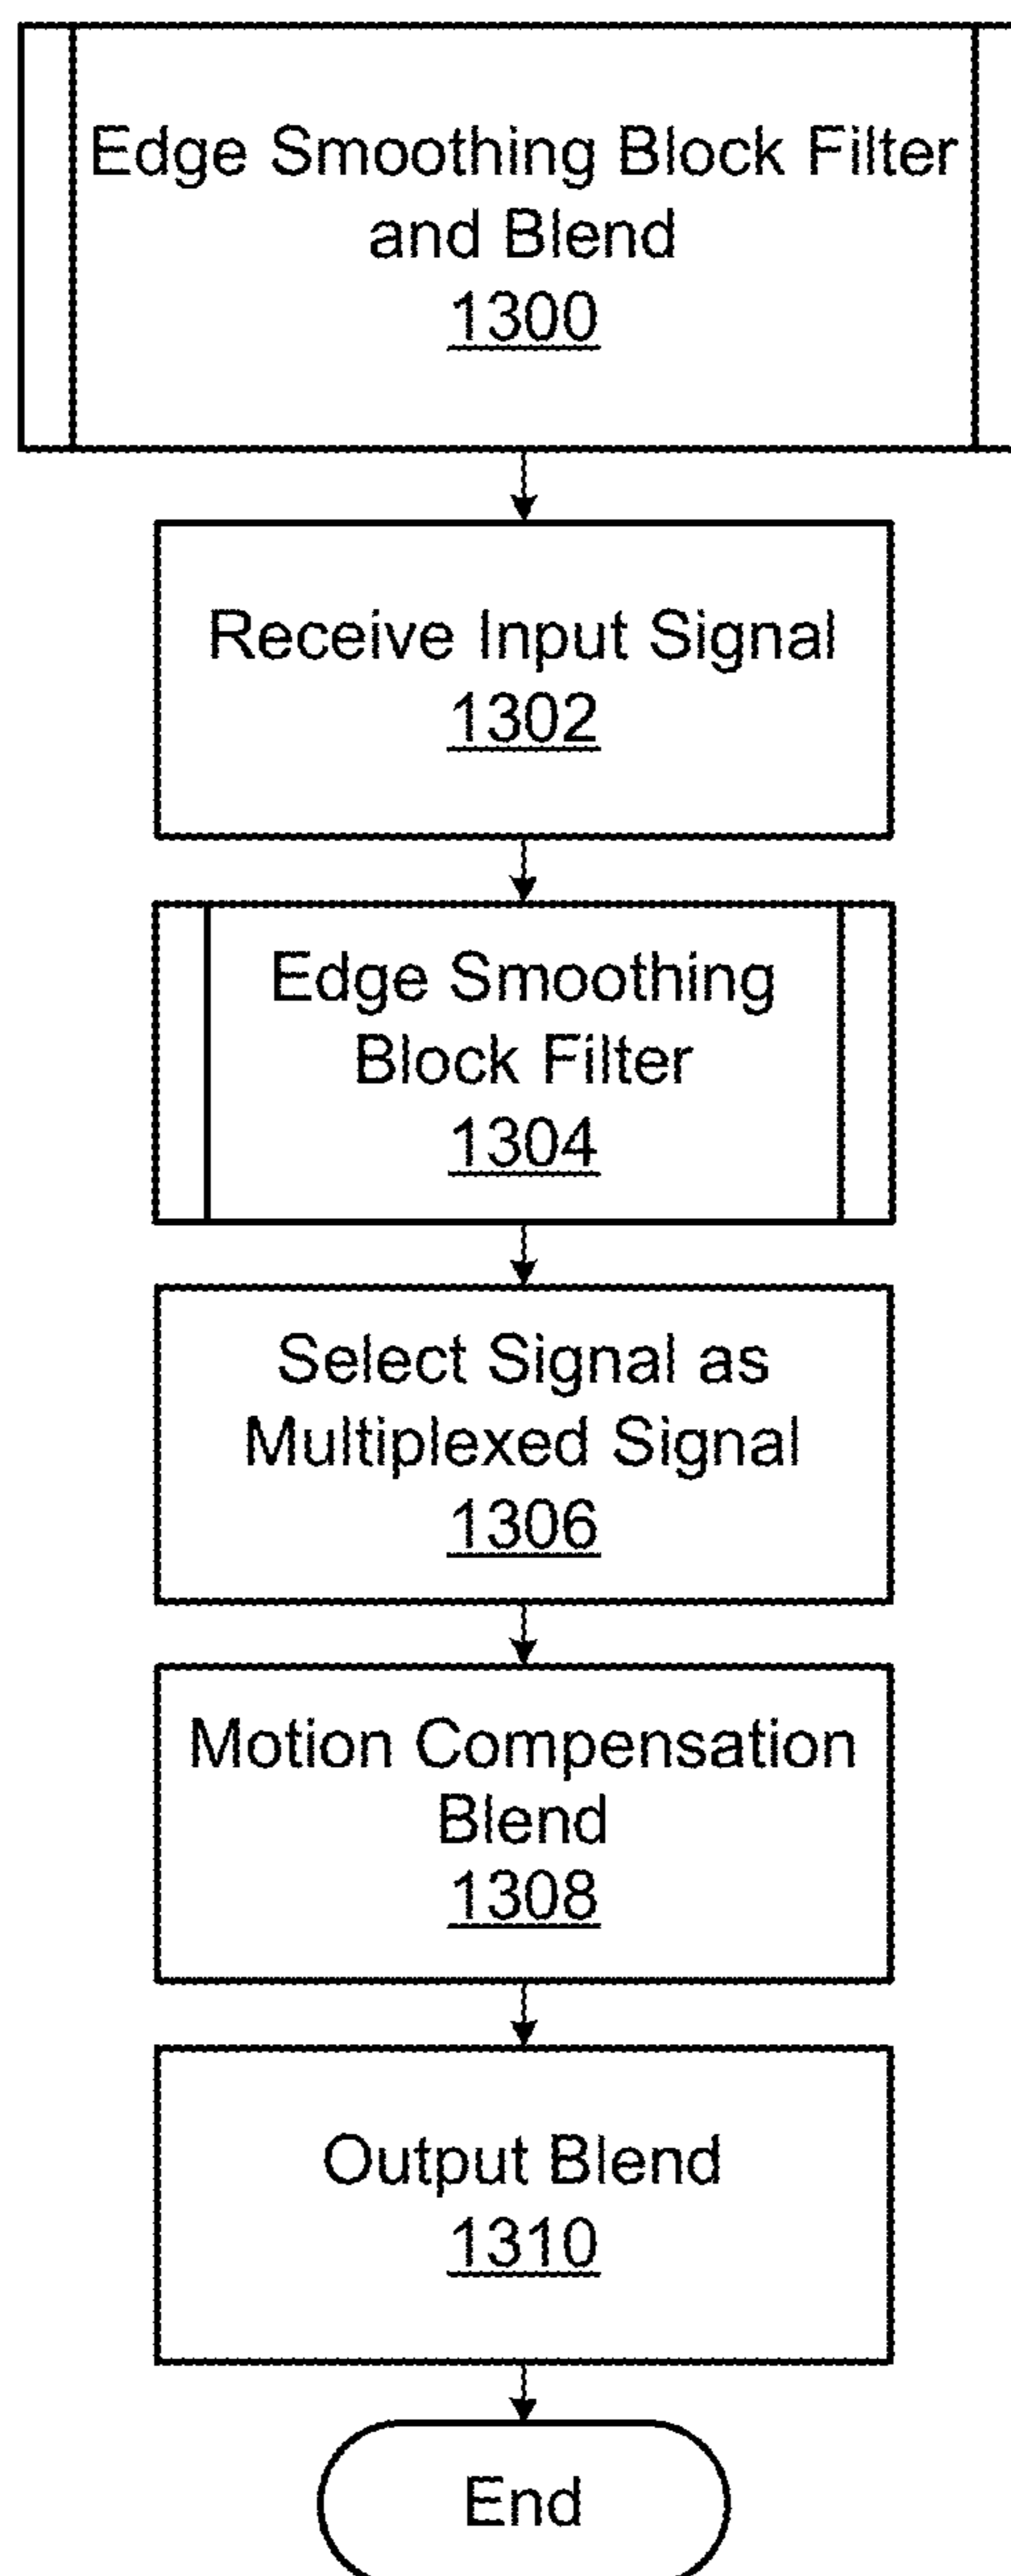 Edge Smoothing Block Filter
and Blend
1300
Receive Input Signal
1302
Edge Smoothing
Block Filter
1304
Select Signal as
Multiplexed Signal
1306
Motion Compensation
Blend
1308
Output Blend
1310
End